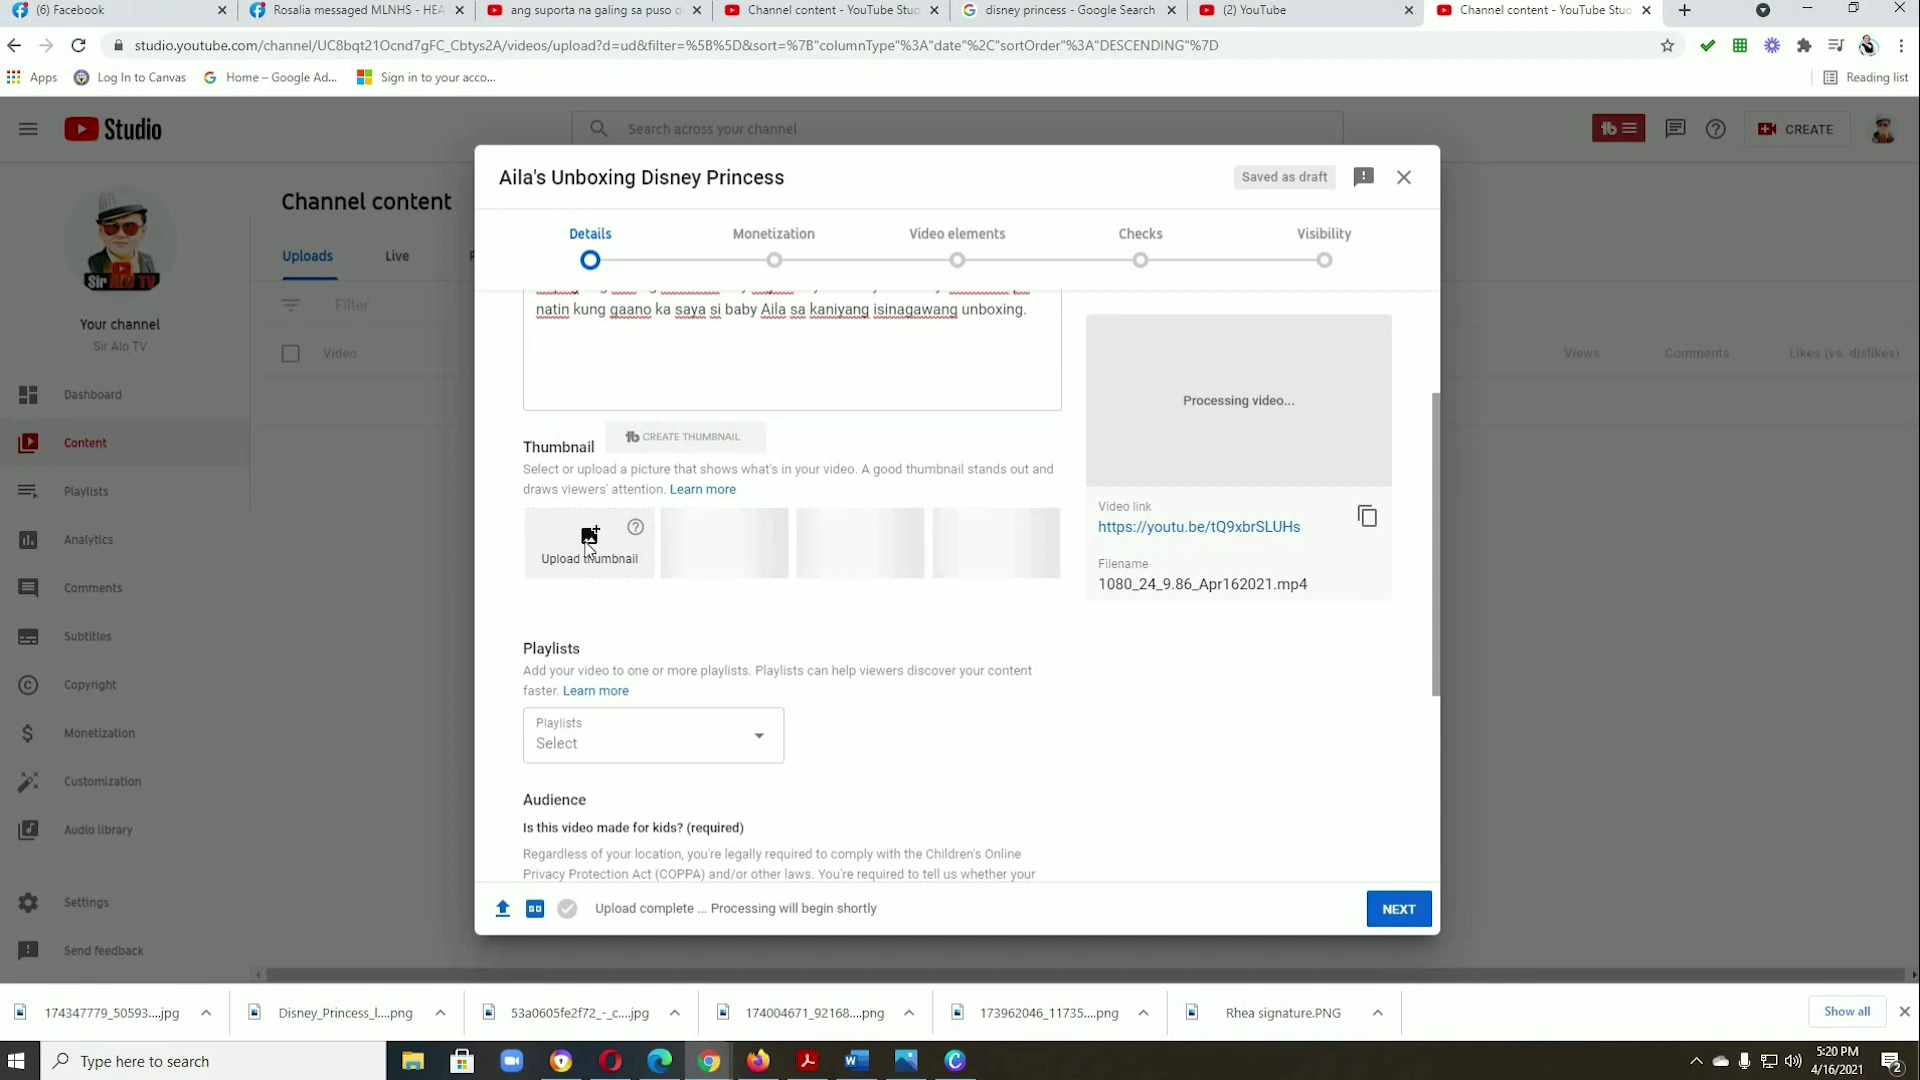 (6) Facebook
Rosalia messaged MLNHS - HEA
ang suporta na galing sa puso d
Channel content - YouTube Stuc
disney princess - Google Search
(2) YouTube
Channel content - YouTube Stuc
studio.youtube.com/channel/UC8bqt21Ocnd7gFC_Cbtys2A/videos/upload?d=ud&filter=%5B%5D&sort=%7B"columnType"%3A"date"%2C"sortOrder"%3A"DESCENDING"%7D
Apps
Log In to Canvas
Home – Google Ad...
Sign in to your acco...
Reading list
Studio
Search across your channel
CREATE
Aila's Unboxing Disney Princess
Saved as draft
Channel content
Details
Monetization
Video elements
Checks
Visibility
Uploads
Live
Sir Alo TV
Filter
natin kung gaano ka saya si baby Aila sa kaniyang isinagawang unboxing.
Your channel
Sir Alo TV
Video
Views
Comments
Likes (vs. dislikes)
Dashboard
Processing video...
Content
CREATE THUMBNAIL
Thumbnail
Select or upload a picture that shows what's in your video. A good thumbnail stands out and
draws viewers' attention. Learn more
Playlists
Video link
https://youtu.be/tQ9xbrSLUHs
Analytics
Upload thumbnail
Filename
1080_24_9.86_Apr162021.mp4
Comments
Subtitles
Playlists
Add your video to one or more playlists. Playlists can help viewers discover your content
faster. Learn more
Copyright
Playlists
Select
Monetization
Customization
Audience
Is this video made for kids? (required)
Audio library
Regardless of your location, you're legally required to comply with the Children's Online
Privacy Protection Act (COPPA) and/or other laws. You're required to tell us whether your
Settings
Upload complete ... Processing will begin shortly
NEXT
Send feedback
174347779_50593....jpg
Disney_Princess_l....png
53a0605fe2f72_-_c....jpg
174004671_92168....png
173962046_11735....png
Rhea signature.PNG
Show all
Type here to search
5:20 PM
4/16/2021
2